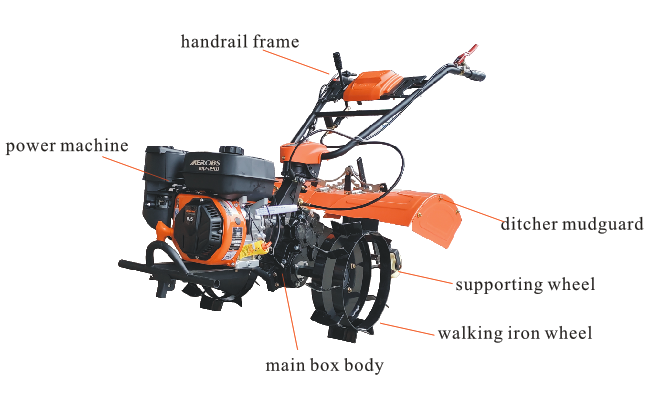 handrail frame
power machine
ditcher mudguard
supporting wheel
walking iron wheel
main box body